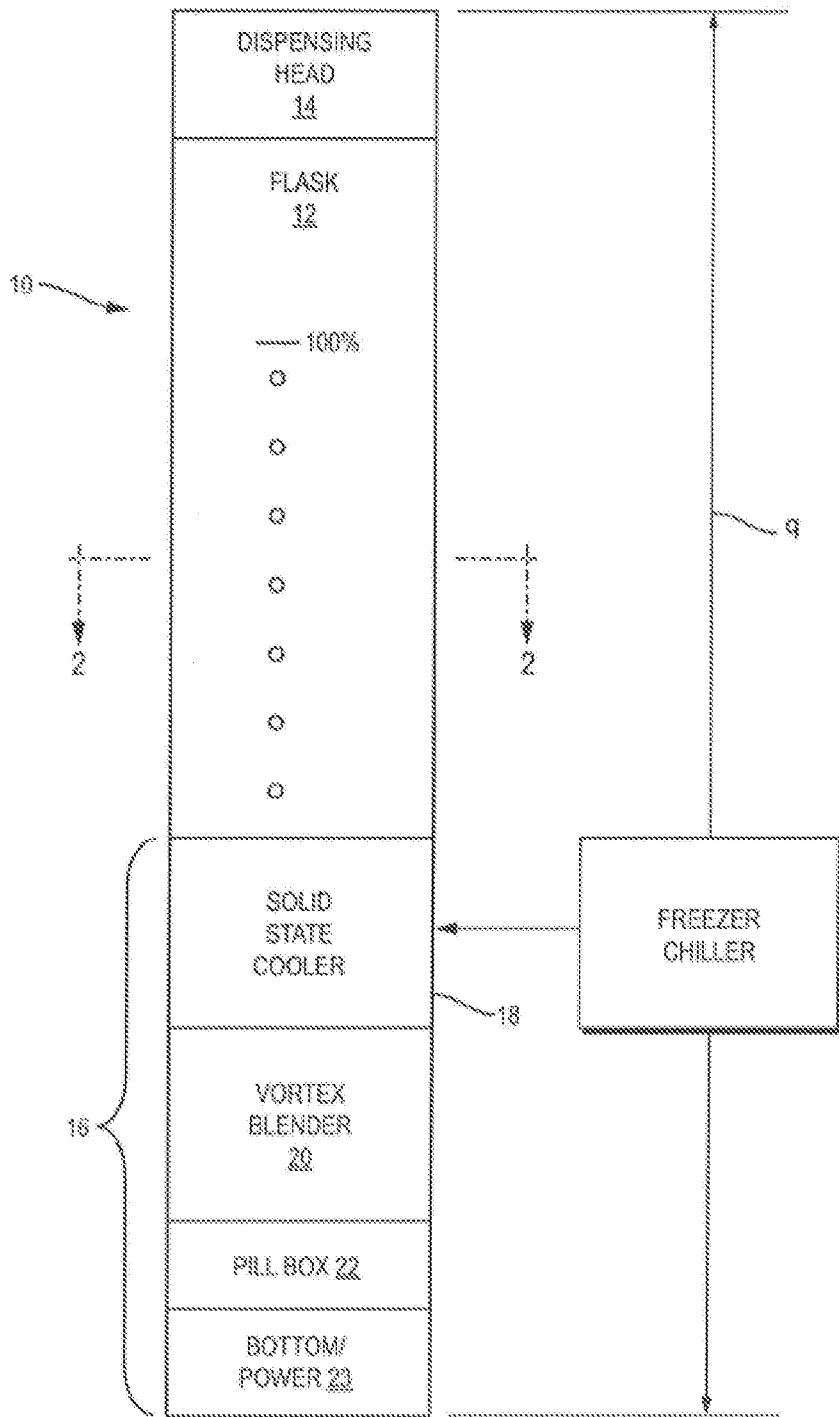 DISPENSING
HEAD
14
FLASK
12
10
100%
q
2
2
SOLID
STATE
COOLER
FREEZER
CHILLER
18
VORTEX
BLENDER
20
16
PILL BOX 22
BOTTOM/
POWER 23